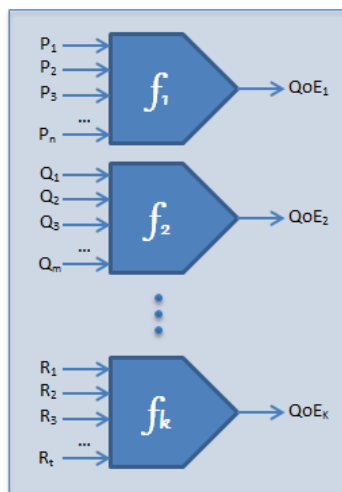 P1
P2
P3
...
Pn
f1
QoE1
Q1
Q2
Q3
...
Qm
f2
QoE2
R1
R2
R3
...
Rt
fk
QoEK